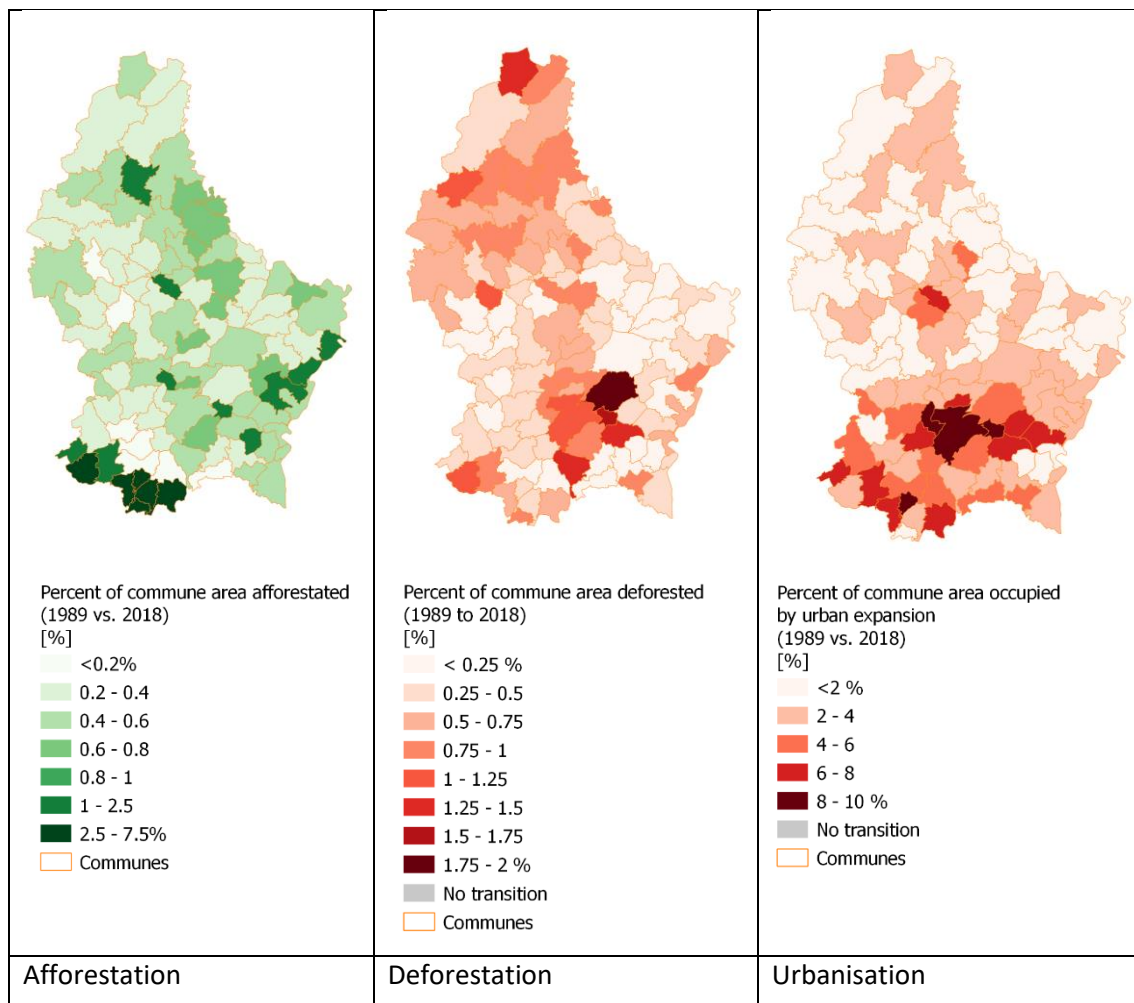 Percent of commune area afforestated
(1989 vs. 2018)
[%]
<0.2%
0.2 - 0.4
0.4 - 0.6
0.6 - 0.8
0.8 - 1
1 - 2.5
2.5 - 7.5%
Communes
Percent of commune area deforested
(1989 to 2018)
[%]
< 0.25 %
0.25 - 0.5
0.5 - 0.75
0.75 - 1
1 - 1.25
1.25 - 1.5
1.5 - 1.75
1.75 - 2 %
No transition
Communes
Percent of commune area occupied
by urban expansion
(1989 vs. 2018)
[%]
<2 %
2 - 4
4 - 6
6 - 8
8 - 10 %
No transition
Communes
Afforestation
Deforestation
Urbanisation